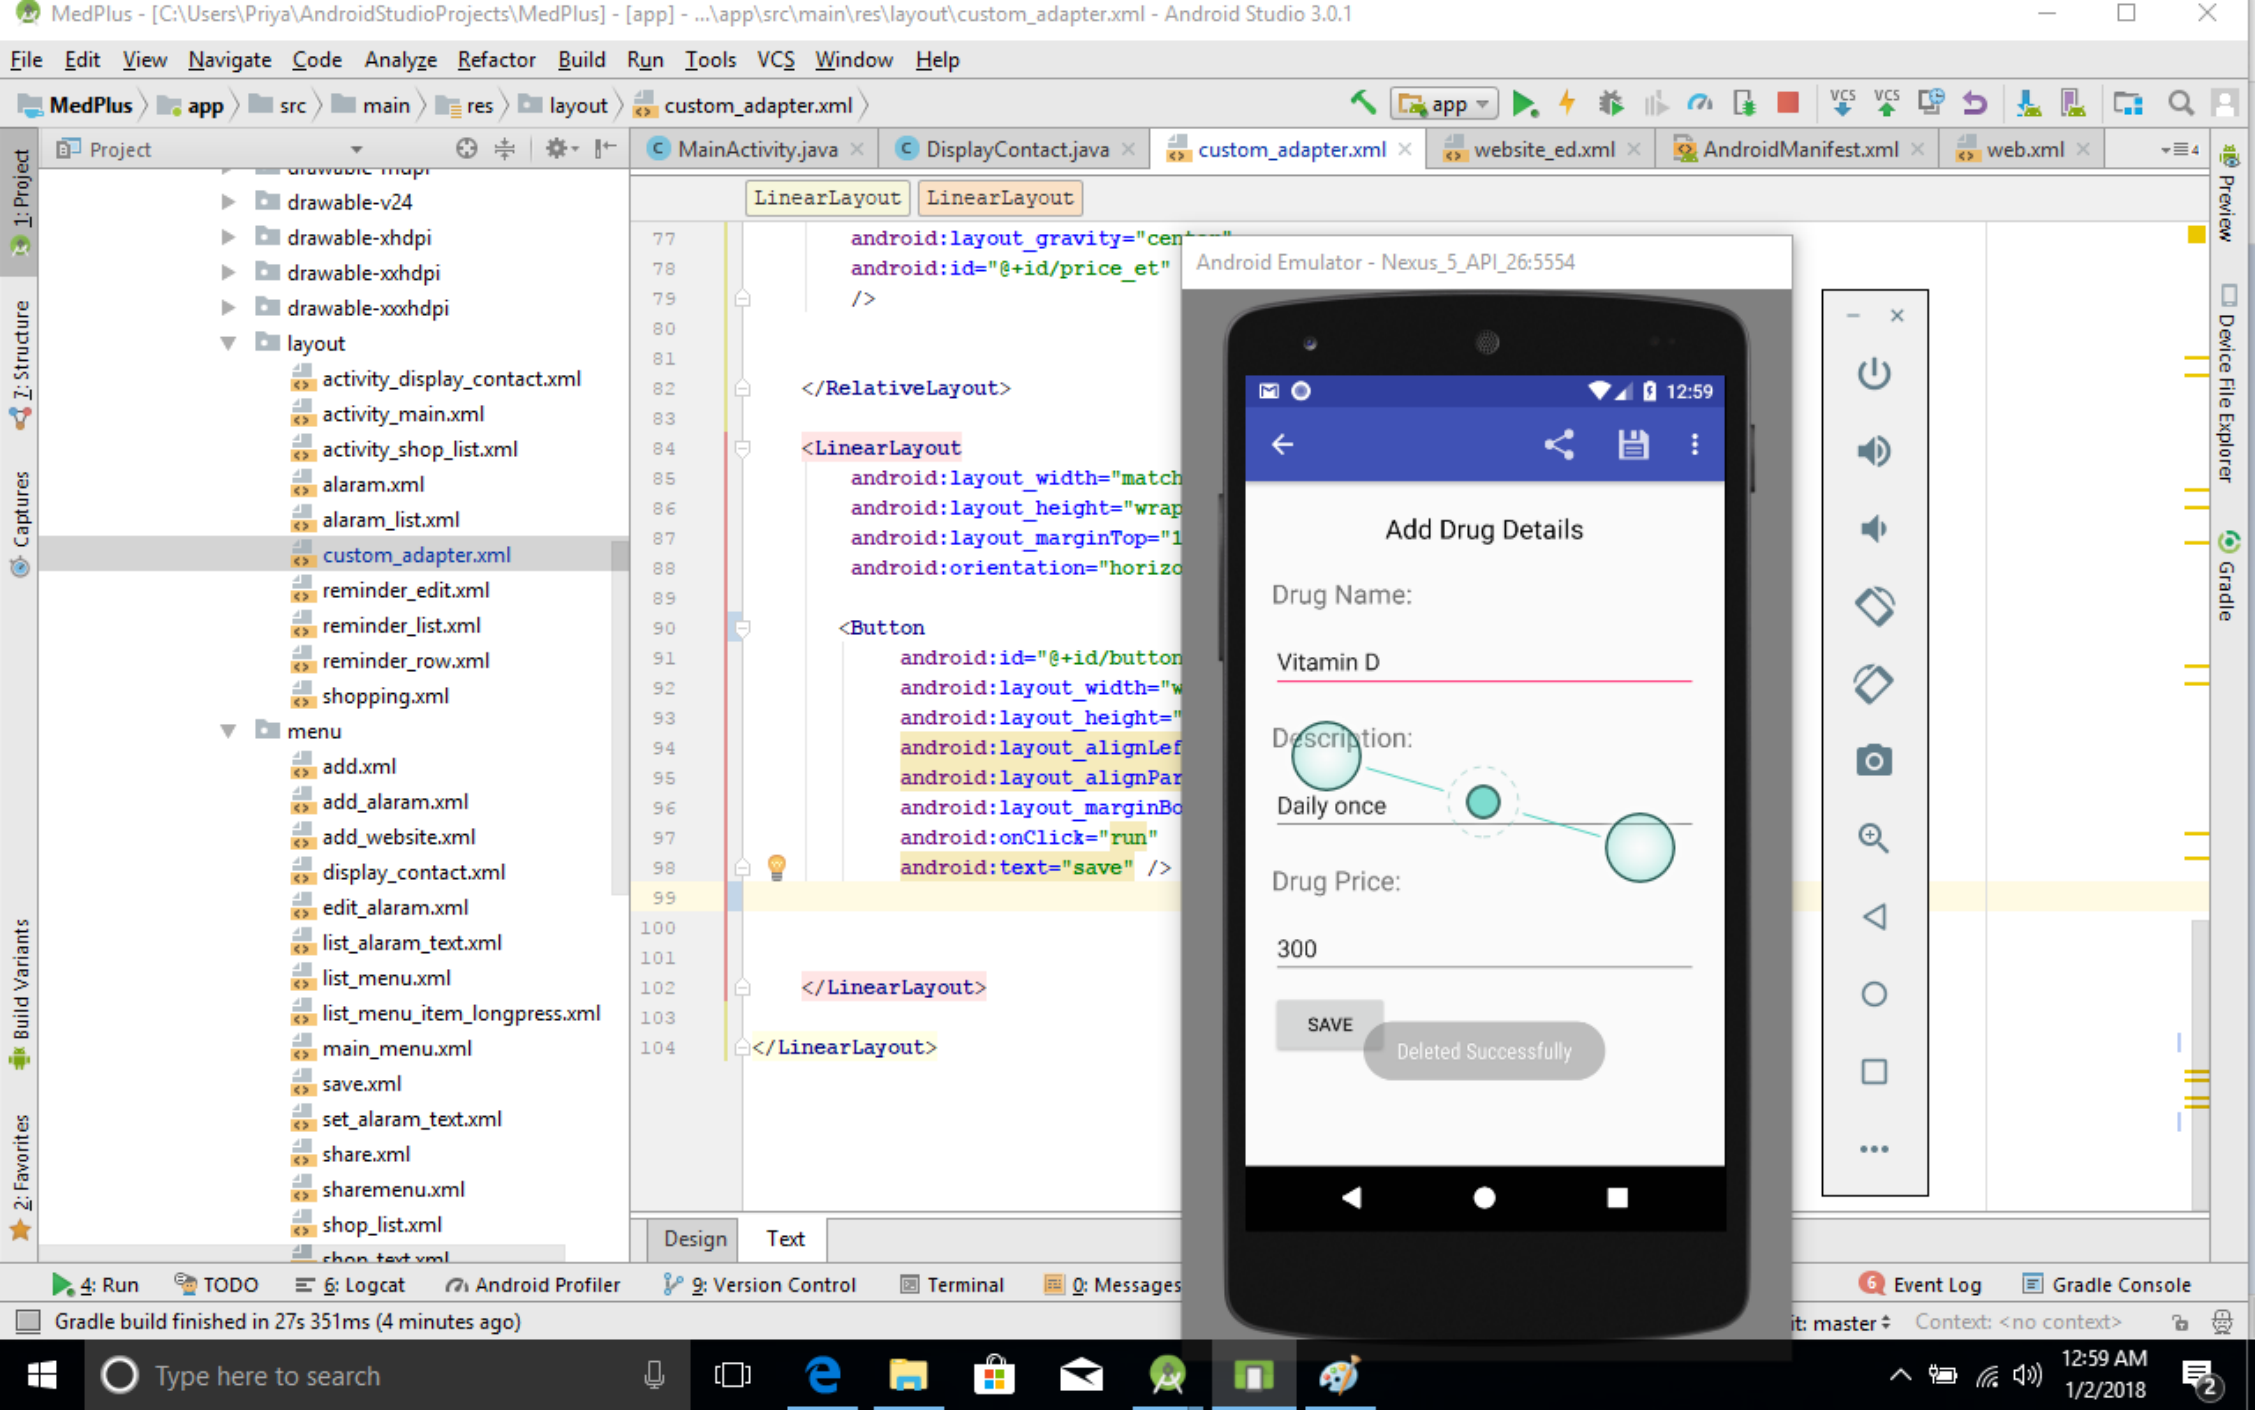 MedPlus - [C:\Users\Priya\AndroidStudioProjects\MedPlus] - [app] - ...\app\src\main\res\layout\custom_adapter.xml - Android Studio 3.0.1
File Edit View Navigate Code Analyze Refactor Build Run Tools VCS Window Help
MedPlus app src main res layout custom_adapter.xml
app
VCS VCS
Project
MainActivity.java
DisplayContact.java
custom_adapter.xml
website_ed.xml
AndroidManifest.xml
web.xml
4
1: Project
7: Structure
Captures
Build Variants
2: Favorites
drawable-mdpi
drawable-v24
drawable-xhdpi
drawable-xxhdpi
drawable-xxxhdpi
layout
activity_display_contact.xml
activity_main.xml
activity_shop_list.xml
alaram.xml
alaram_list.xml
custom_adapter.xml
reminder_edit.xml
reminder_list.xml
reminder_row.xml
shopping.xml
menu
add.xml
add_alaram.xml
add_website.xml
display_contact.xml
edit_alaram.xml
list_alaram_text.xml
list_menu.xml
list_menu_item_longpress.xml
main_menu.xml
save.xml
set_alaram_text.xml
share.xml
sharemenu.xml
shop_list.xml
shop_text.xml
LinearLayout LinearLayout
77 android:layout_gravity="center"
78 android:id="@+id/price_et"
79 />
80
81
82 </RelativeLayout>
83
84 <LinearLayout
85 android:layout_width="match
86 android:layout_height="wrap
87 android:layout_marginTop="1
88 android:orientation="horizo
89
90 <Button
91 android:id="@+id/button
92 android:layout_width="w
93 android:layout_height="
94 android:layout_alignLef
95 android:layout_alignPar
96 android:layout_marginBo
97 android:onClick="run"
98 android:text="save" />
99
100
101
102 </LinearLayout>
103
104 </LinearLayout>
Design Text
Android Emulator - Nexus_5_API_26:5554
12:59
Add Drug Details
Drug Name:
Vitamin D
Description:
Daily once
Drug Price:
300
SAVE
Deleted Successfully
Preview
Device File Explorer
Gradle
4: Run TODO 6: Logcat Android Profiler 9: Version Control Terminal 0: Messages
6 Event Log Gradle Console
Gradle build finished in 27s 351ms (4 minutes ago)
it: master Context: <no context>
Type here to search
12:59 AM
1/2/2018
2